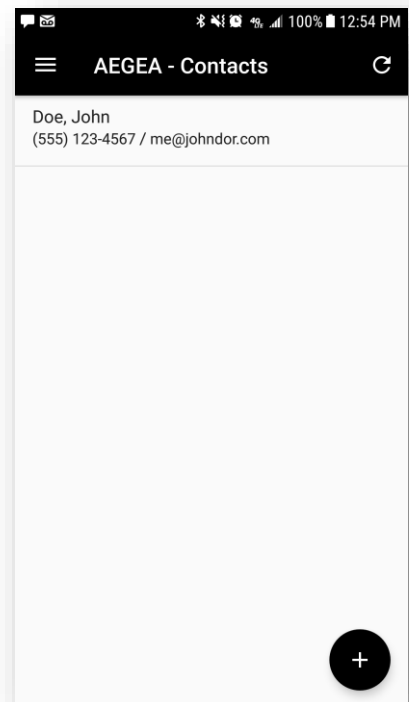 100% 12:54 PM
AEGEA - Contacts
Doe, John
(555) 123-4567 / me@johndor.com
+